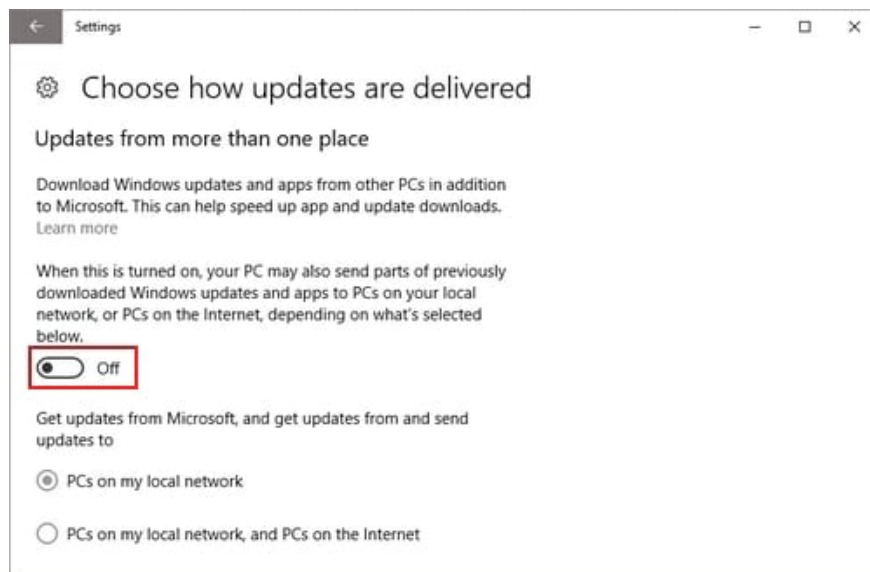 Settings
Choose how updates are delivered
Updates from more than one place
Download Windows updates and apps from other PCs in addition
to Microsoft. This can help speed up app and update downloads.
Learn more
When this is turned on, your PC may also send parts of previously
downloaded Windows updates and apps to PCs on your local
network, or PCs on the Internet, depending on what's selected
below.
Off
Get updates from Microsoft, and get updates from and send
updates to
PCs on my local network
PCs on my local network, and PCs on the Internet